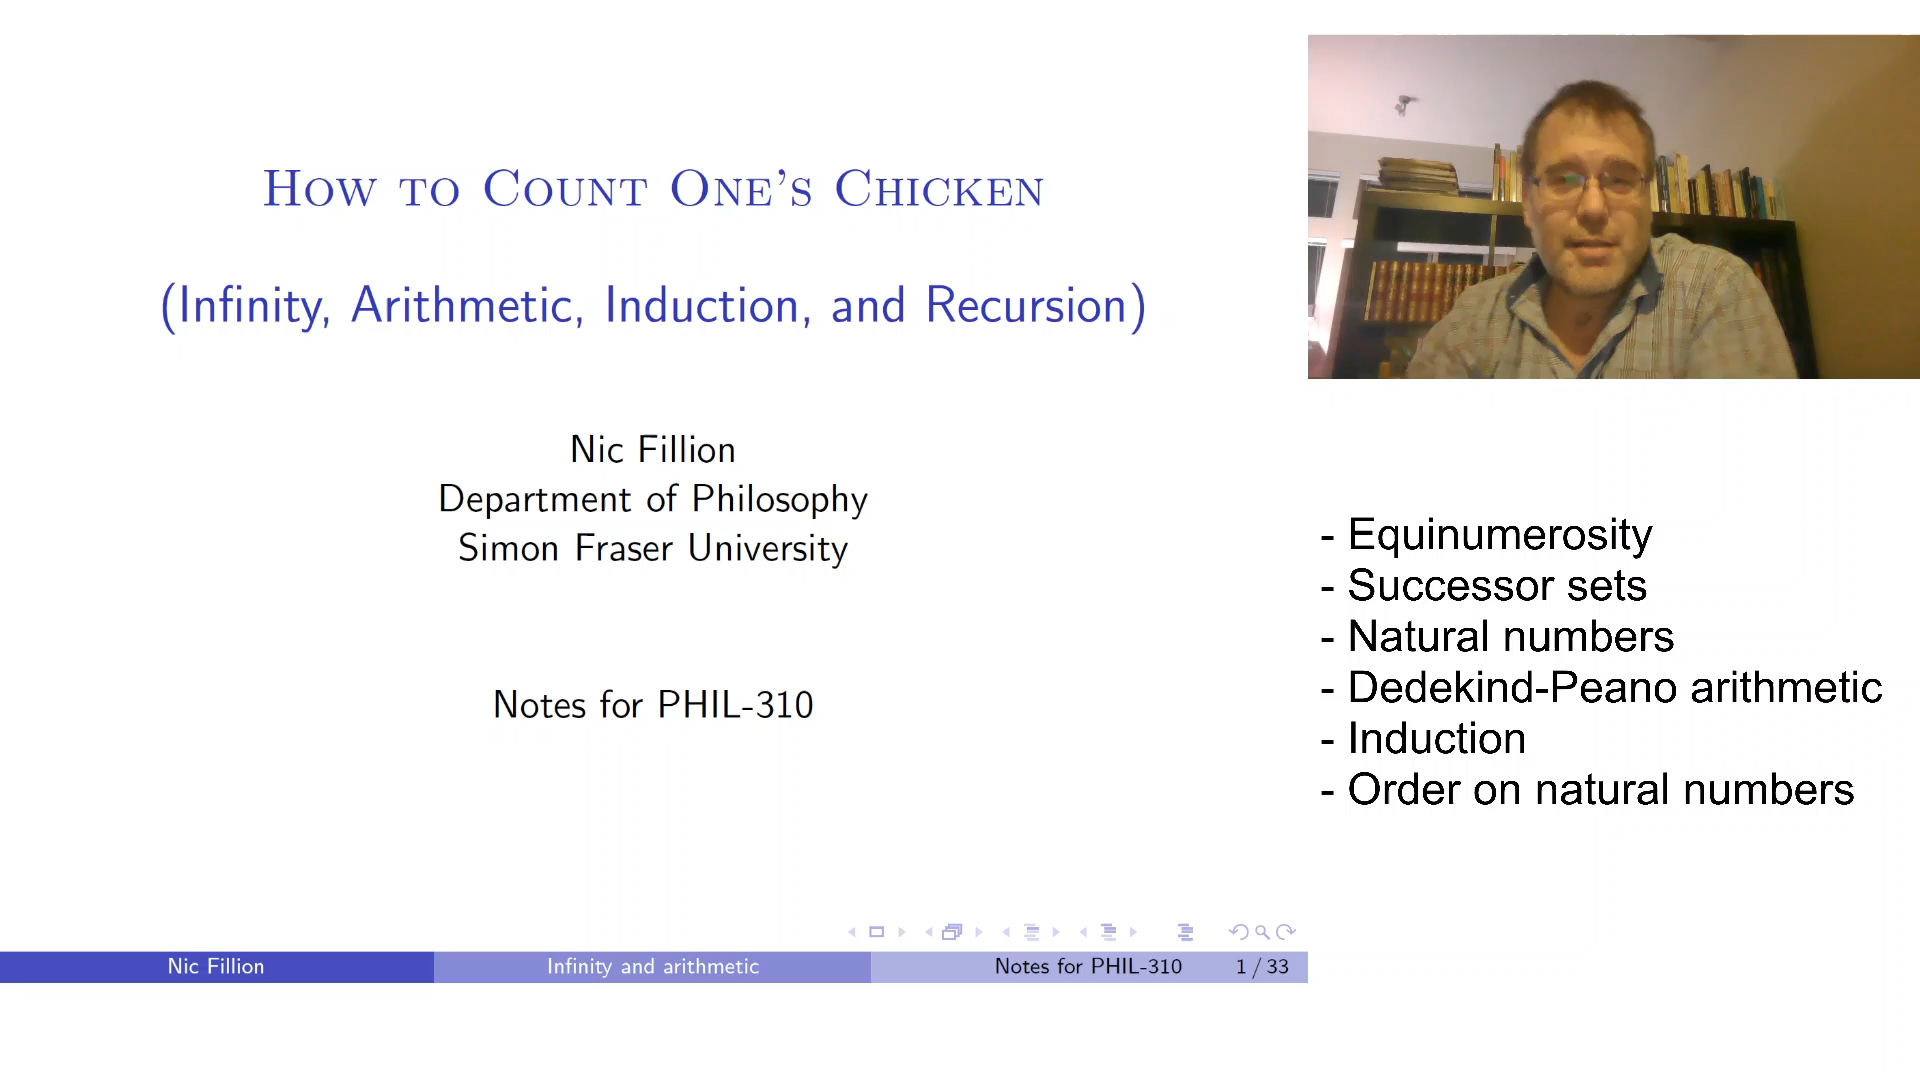 How to Count One's Chicken
(Infinity, Arithmetic, Induction, and Recursion)
Nic Fillion
Department of Philosophy
Simon Fraser University
Notes for PHIL-310
- Equinumerosity
- Successor sets
- Natural numbers
- Dedekind-Peano arithmetic
- Induction
- Order on natural numbers
Nic Fillion
Infinity and arithmetic
Notes for PHIL-310
1 / 33